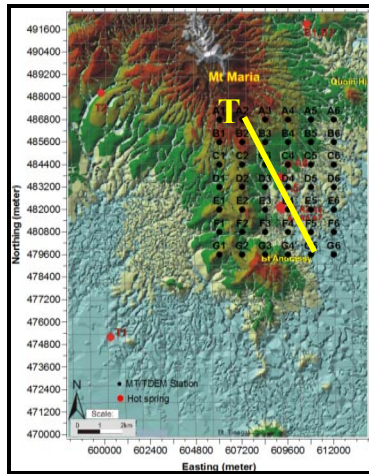 491600
490400
Mt Maria
489200
T2
488000
T
A1 A2 A3 A4 A5 A6
486800
B1 B2 B3 B4 B5 B6
485600
C1 C2 C4 C5 C6
484400
D1 D2 D3 D4 D5 D6
483200
E1 E2 E3 E5 E6
482000
F2 F3 F4 F5 F6
480800
G1 G2 G3 G4 G6
479600
478400
477200
476000
T1
474800
473600
MT/TDEM Station
472400
Hot spring
471200
Scale:
0 1 2km
470000
600000 602400 604800 607200 609600 612000
Northing (meter)
Easting (meter)